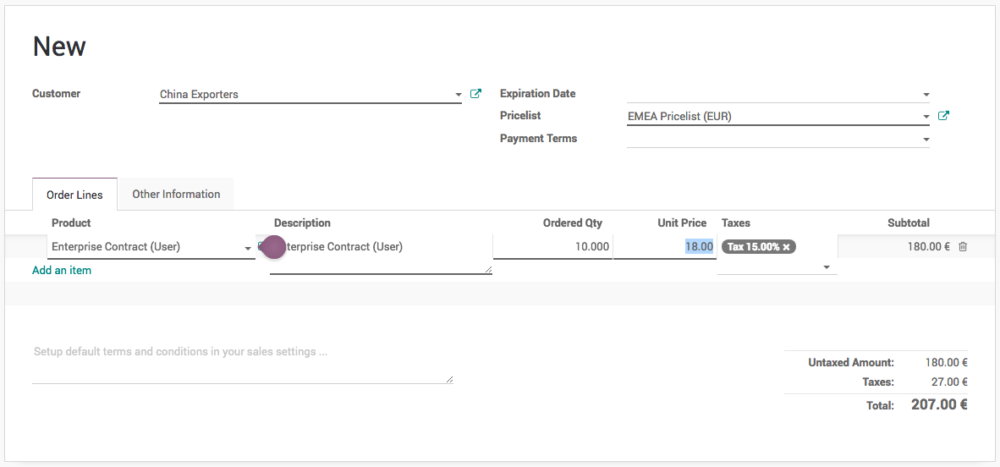 New
Customer China Exporters
Expiration Date
Pricelist EMEA Pricelist (EUR)
Payment Terms
Order Lines Other Information
Product Description Ordered Qty Unit Price Taxes Subtotal
Enterprise Contract (User) terprise Contract (User) 10.000 18.00 Tax 15.00% × 180.00 €
Add an item
Setup default terms and conditions in your sales settings ...
Untaxed Amount: 180.00 €
Taxes: 27.00 €
Total: 207.00 €